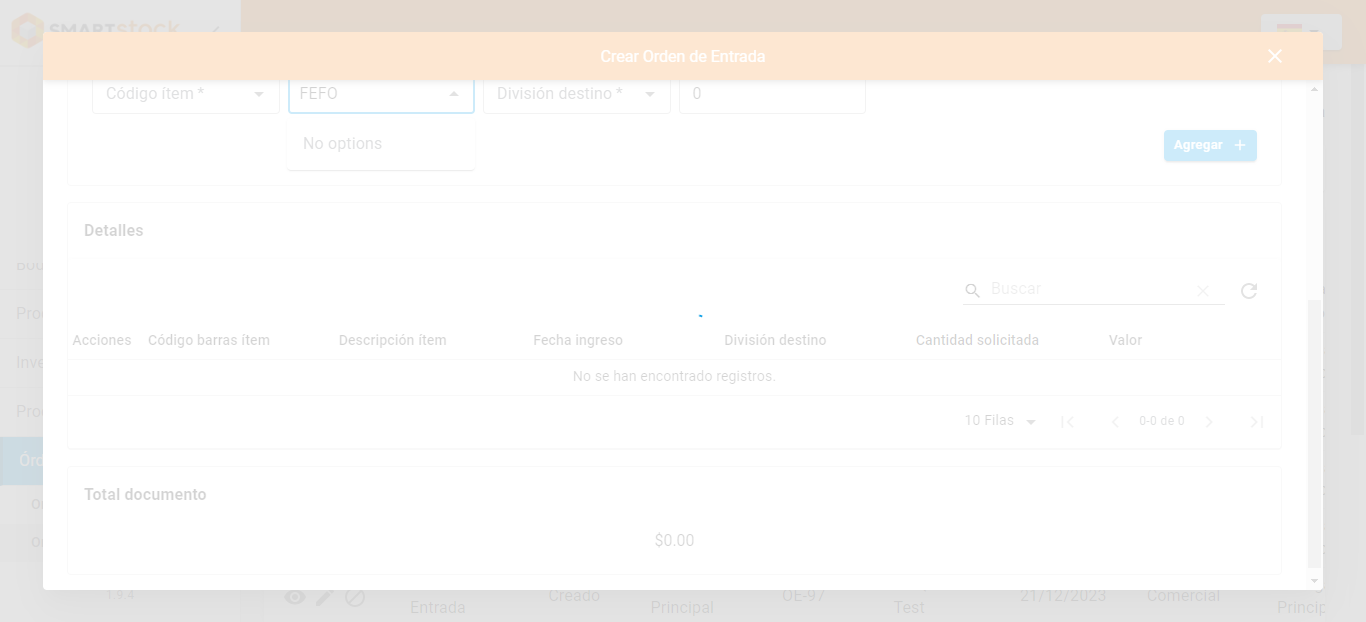 SMARTstock
Crear Orden de Entrada
Código ítem *
FEFO
División destino *
0
No options
Agregar
Detalles
Buscar
Acciones Código barras ítem Descripción ítem Fecha ingreso División destino Cantidad solicitada Valor
No se han encontrado registros.
10 Filas
0-0 de 0
Total documento
$0.00
1.9.4
Entrada
Creado
Principal
OE-97
Test
21/12/2023
Comercial